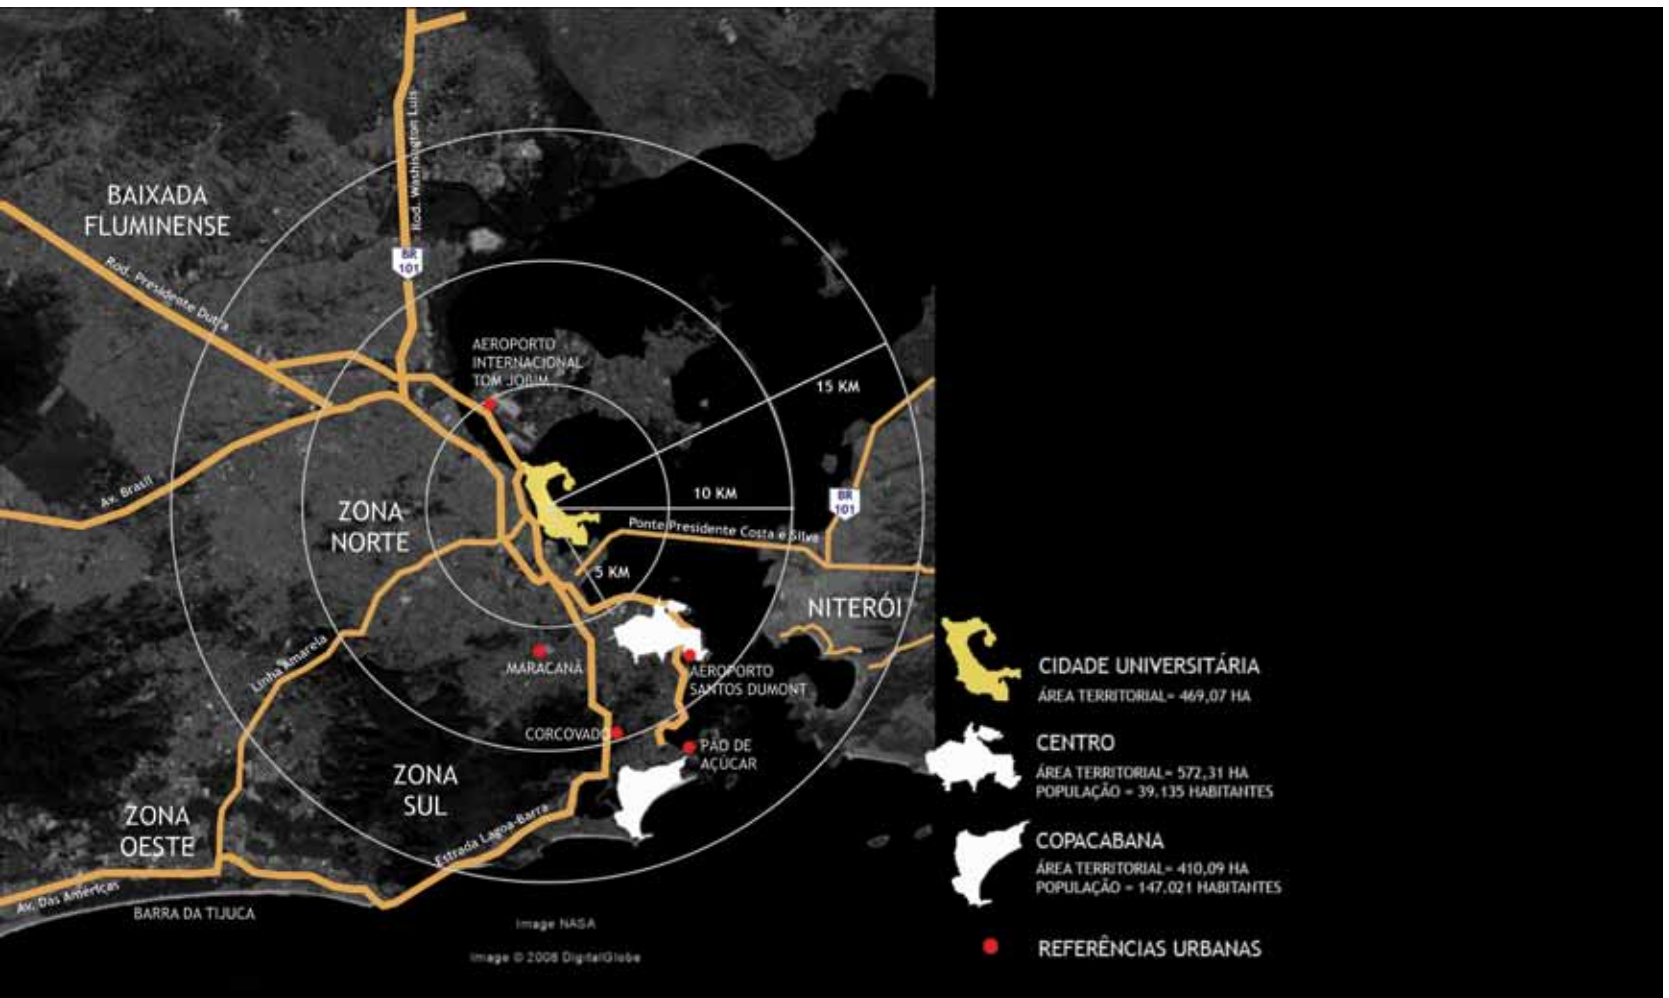 Rod. Washington Luis
BAIXADA
FLUMINENSE
BR
101
Rod. Presidente Dutra
AEROPORTO
INTERNACIONAL
TOM JOBIM
15 KM
Av. Brasil
10 KM
BR
101
ZONA
NORTE
Ponte Presidente Costa e Silva
5 KM
NITERÓI
Linha Amarela
MARACANÃ
AEROPORTO
SANTOS DUMONT
CORCOVADO
PÃO DE
AÇÚCAR
ZONA
SUL
ZONA
OESTE
Estrada Lagoa-Barra
Av. Das Américas
BARRA DA TIJUCA
Image NASA
Image © 2008 DigitalGlobe
CIDADE UNIVERSITÁRIA
ÁREA TERRITORIAL= 469,07 HA
CENTRO
ÁREA TERRITORIAL= 572,31 HA
POPULAÇÃO = 39.135 HABITANTES
COPACABANA
ÁREA TERRITORIAL= 410,09 HA
POPULAÇÃO = 147.021 HABITANTES
REFERÊNCIAS URBANAS